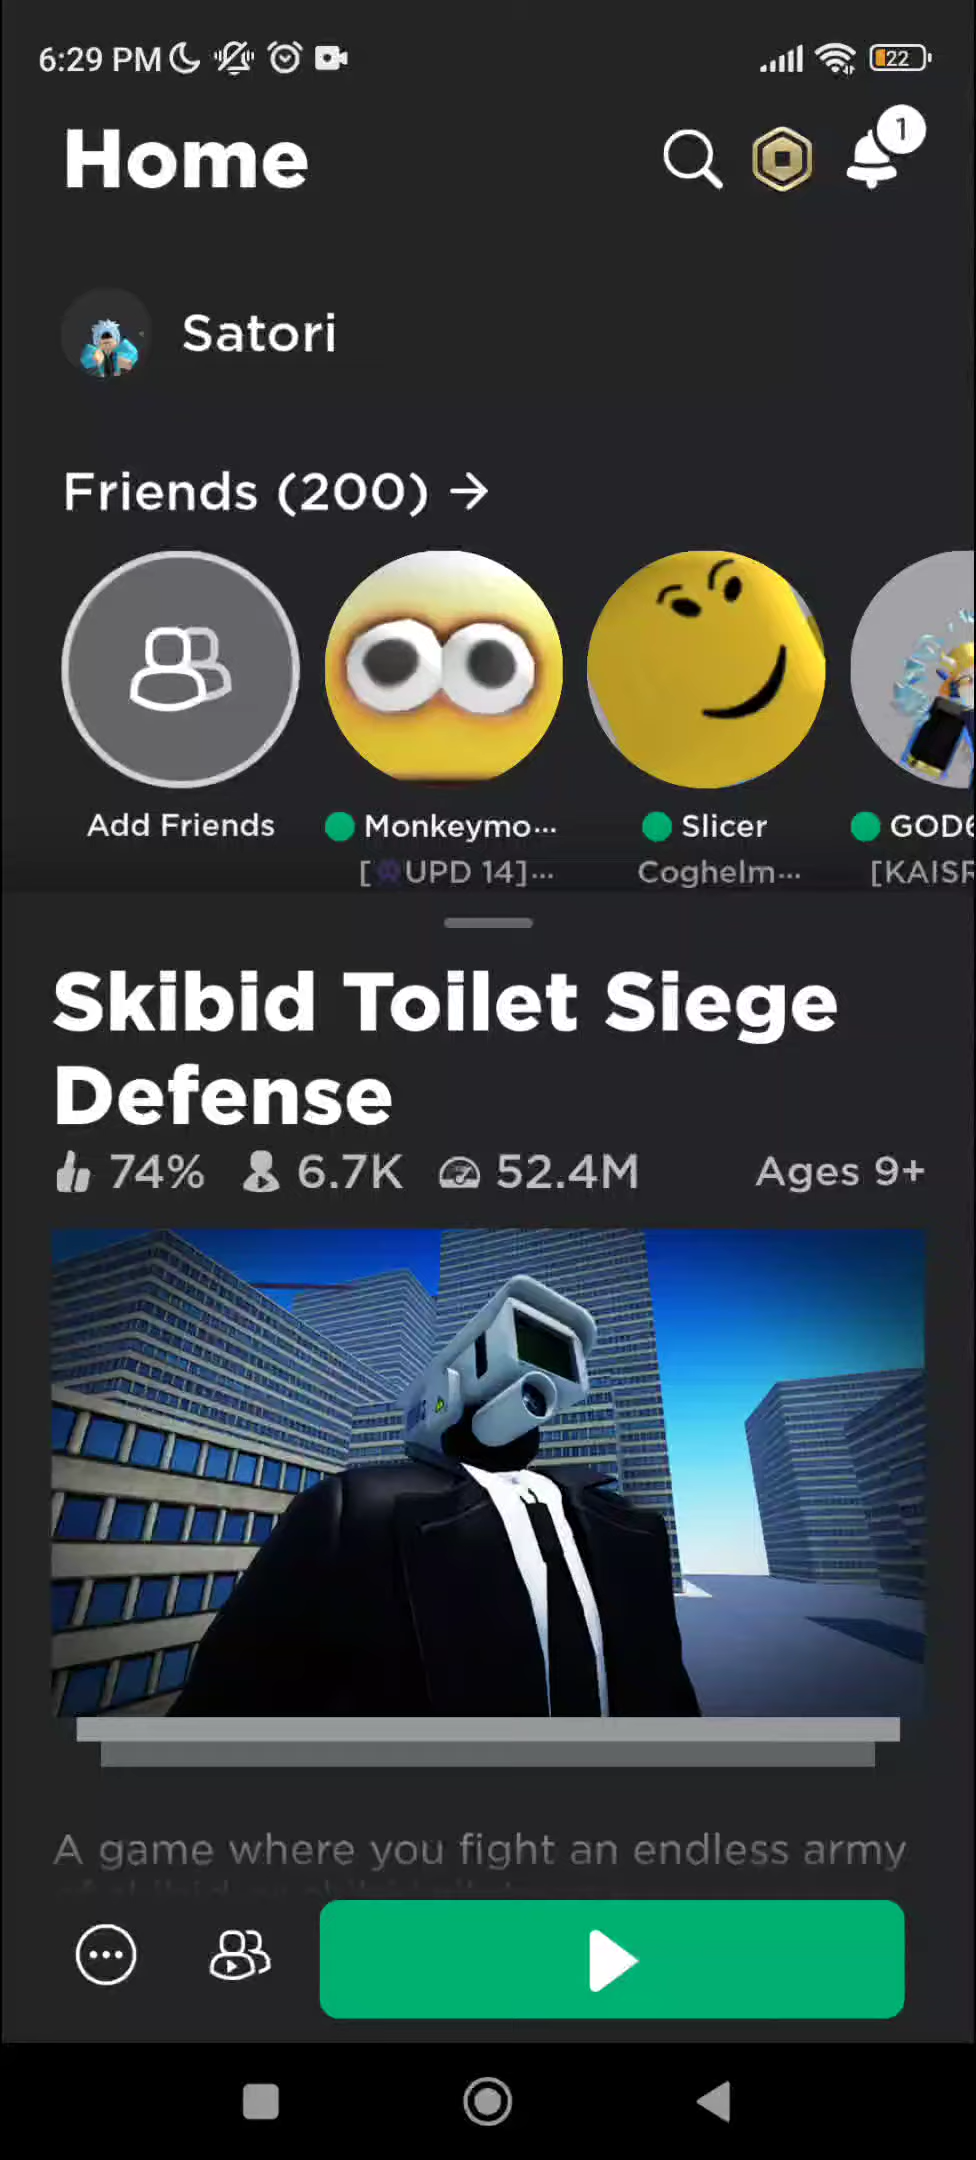 6:29 PM
22
Home
1
Satori
Friends (200) →
Add Friends
Monkeymo...
Slicer
GOD6
[UPD 14]...
Coghelm...
[KAISR
Skibid Toilet Siege
Defense
74% 6.7K 52.4M Ages 9+
A game where you fight an endless army